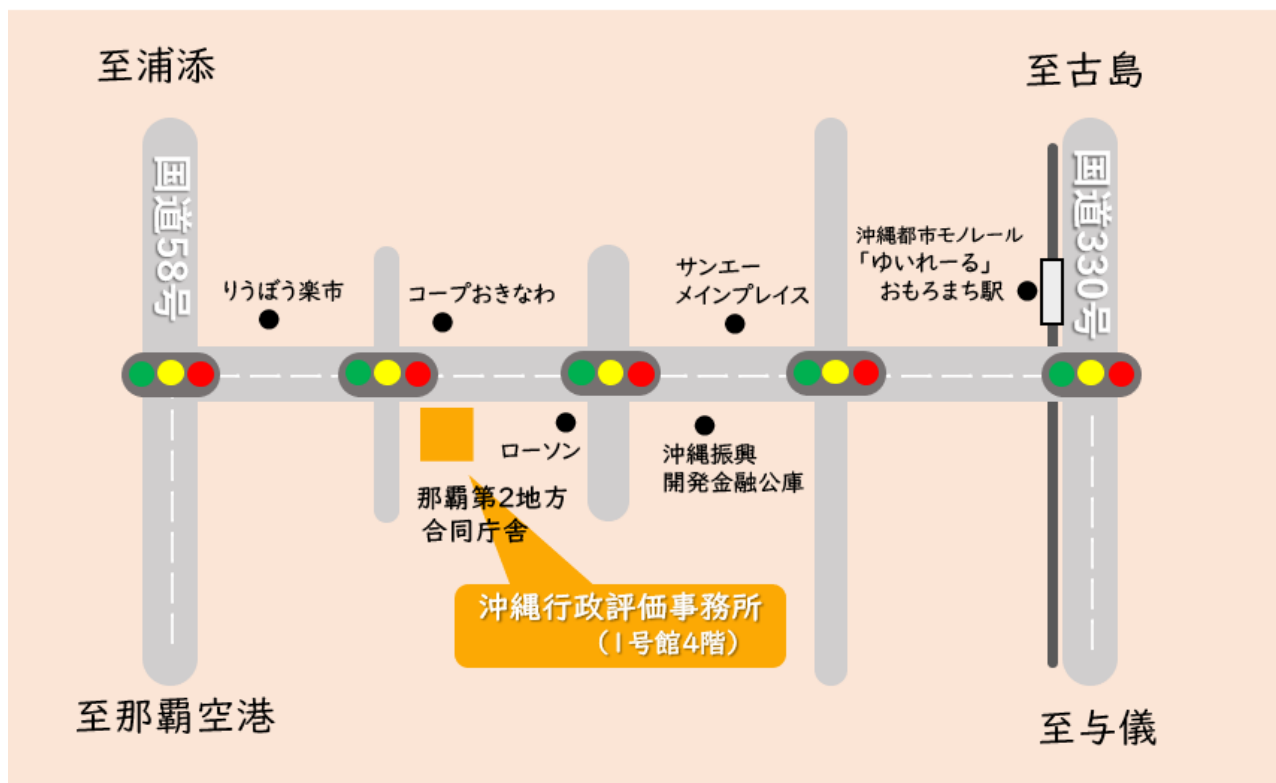 至浦添
至古島
国道58号
国道330号
沖縄都市モノレール
「ゆいれーる」
おもろまち駅
サンエー
メインプレイス
りうぼう楽市
コープおきなわ
ローソン
沖縄振興
開発金融公庫
那覇第2地方
合同庁舎
沖縄行政評価事務所
(1号館4階)
至那覇空港
至与儀